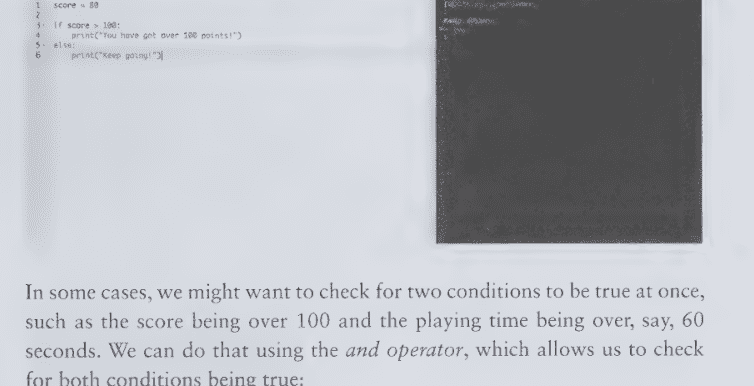 1 score = 80
2
3 if score > 100:
4 print("You have got over 100 points!")
5 else:
6 print("Keep going!")
Keep going!
In some cases, we might want to check for two conditions to be true at once,
such as the score being over 100 and the playing time being over, say, 60
seconds. We can do that using the and operator, which allows us to check
for both conditions being true: